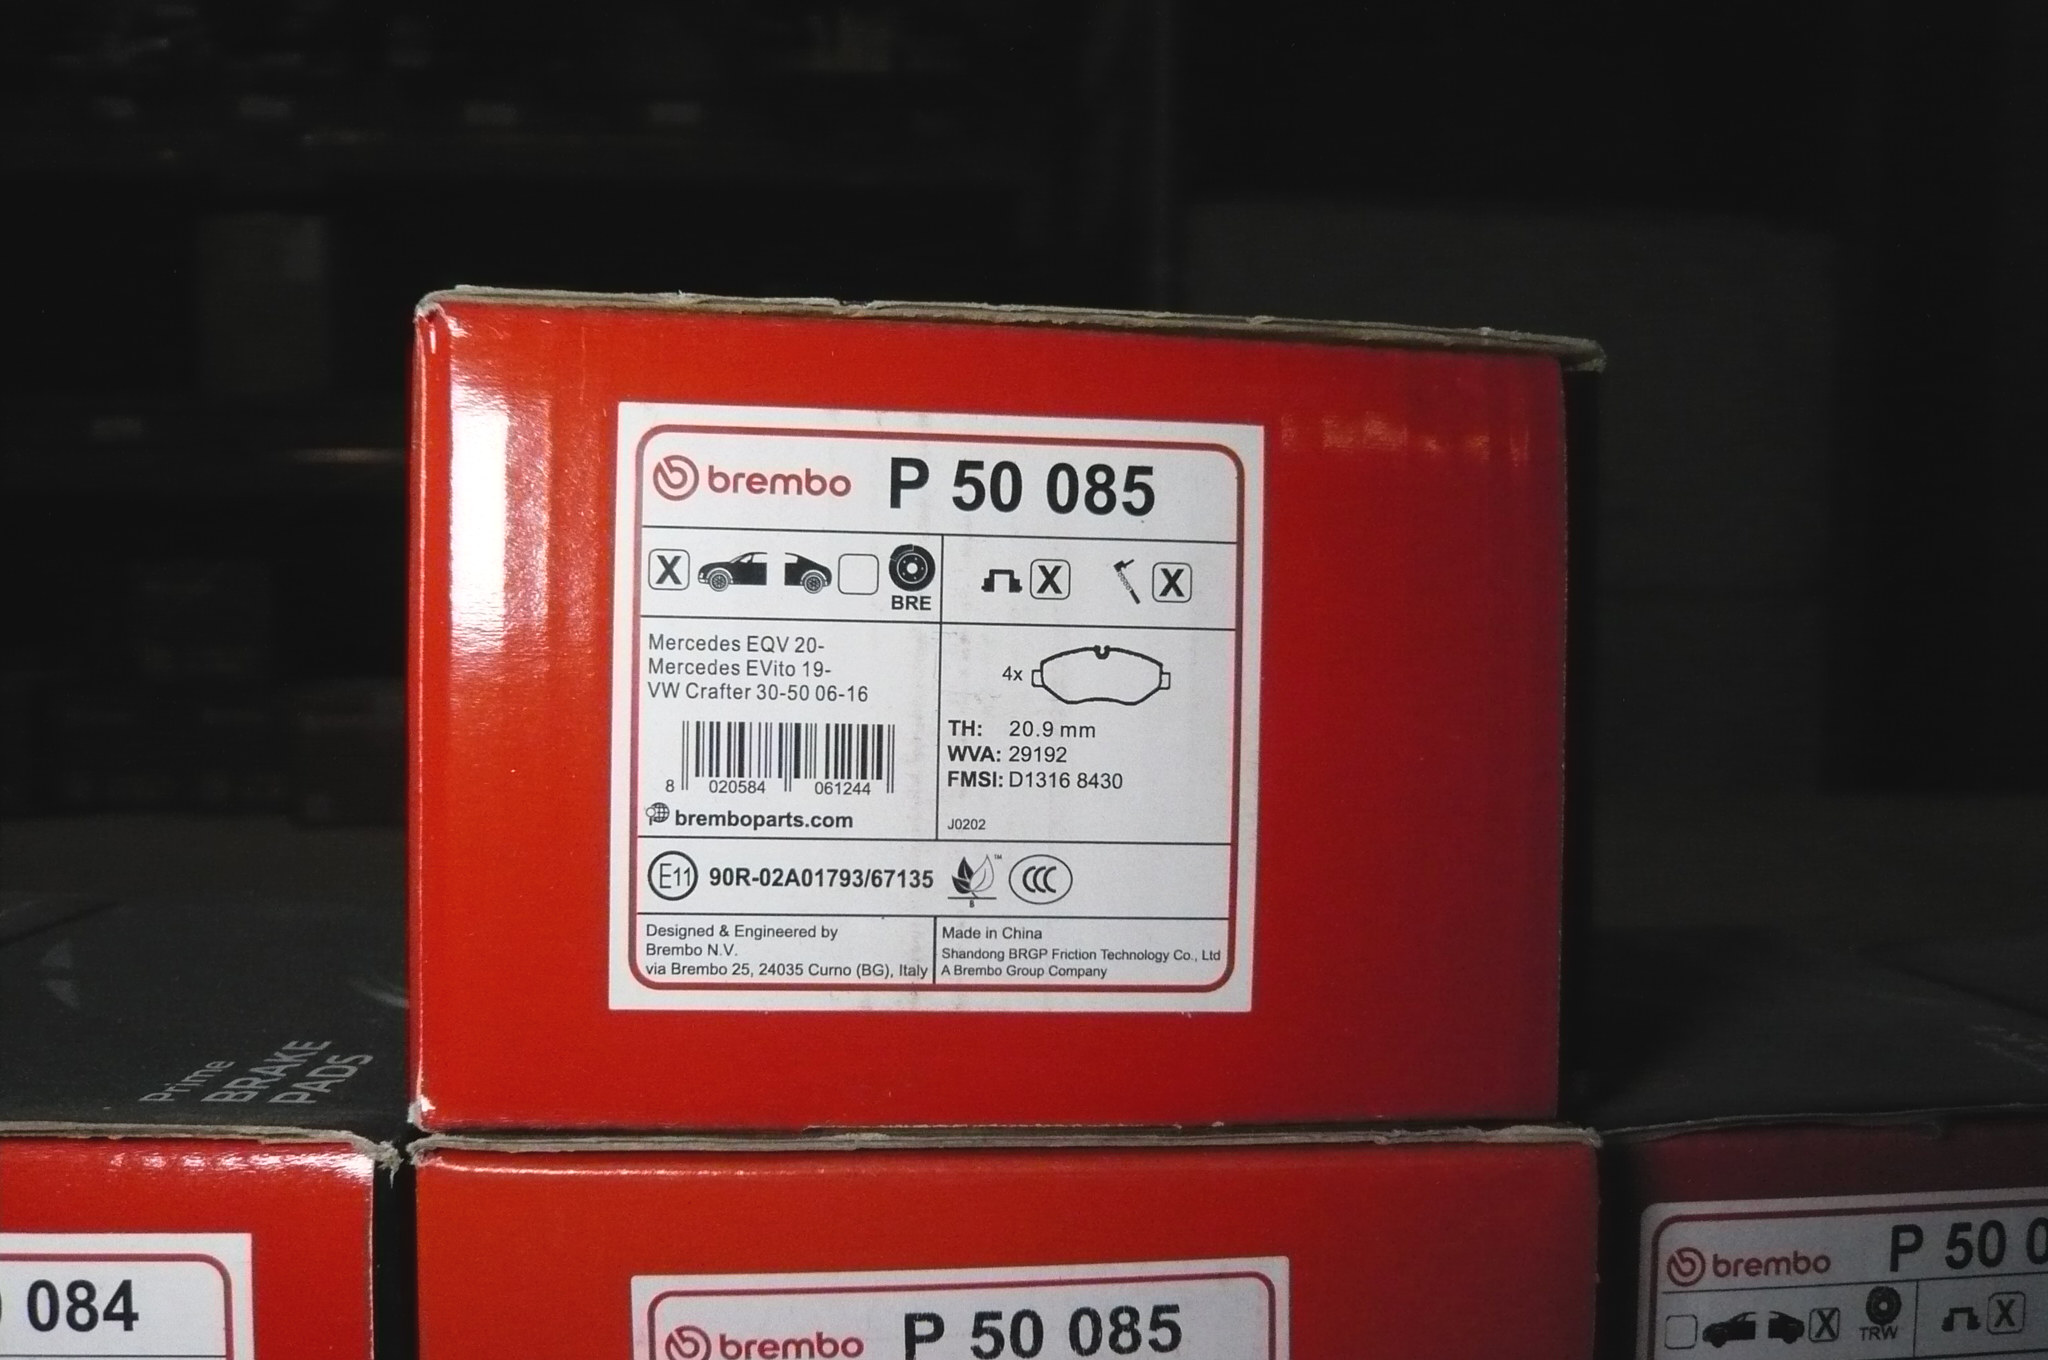 brembo P 50 085
X BRE X X
Mercedes EQV 20-
Mercedes EVito 19-
VW Crafter 30-50 06-16
8 020584 061244
bremboparts.com
4x
TH: 20.9 mm
WVA: 29192
FMSI: D1316 8430
J0202
E11 90R-02A01793/67135 ™ B CCC
Designed & Engineered by
Brembo N.V.
via Brembo 25, 24035 Curno (BG), Italy
Made in China
Shandong BRGP Friction Technology Co., Ltd
A Brembo Group Company
Prime
BRAKE
PADS
084
brembo P 50 085
brembo P 50 0
X TRW X